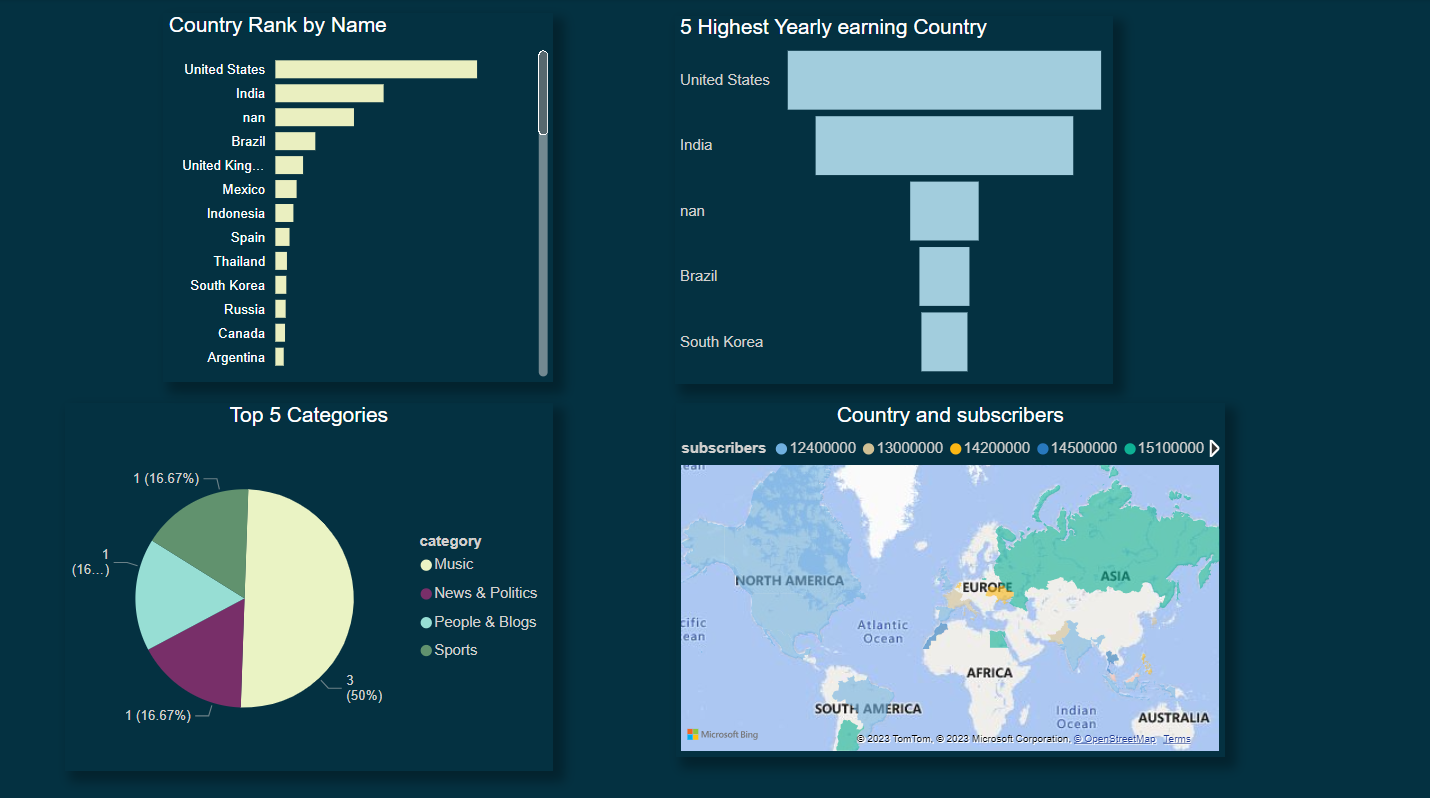 Country Rank by Name
United States
India
nan
Brazil
United King...
Mexico
Indonesia
Spain
Thailand
South Korea
Russia
Canada
Argentina
5 Highest Yearly earning Country
United States
India
nan
Brazil
South Korea
Top 5 Categories
1 (16.67%)
1
(16...)
1 (16.67%)
3
(50%)
category
Music
News & Politics
People & Blogs
Sports
Country and subscribers
subscribers 12400000 13000000 14200000 14500000 15100000
ean
NORTH AMERICA
EUROPE
ASIA
cific
ean
Atlantic
Ocean
AFRICA
SOUTH AMERICA
Indian
Ocean
AUSTRALIA
Microsoft Bing
© 2023 TomTom, © 2023 Microsoft Corporation, © OpenStreetMap Terms